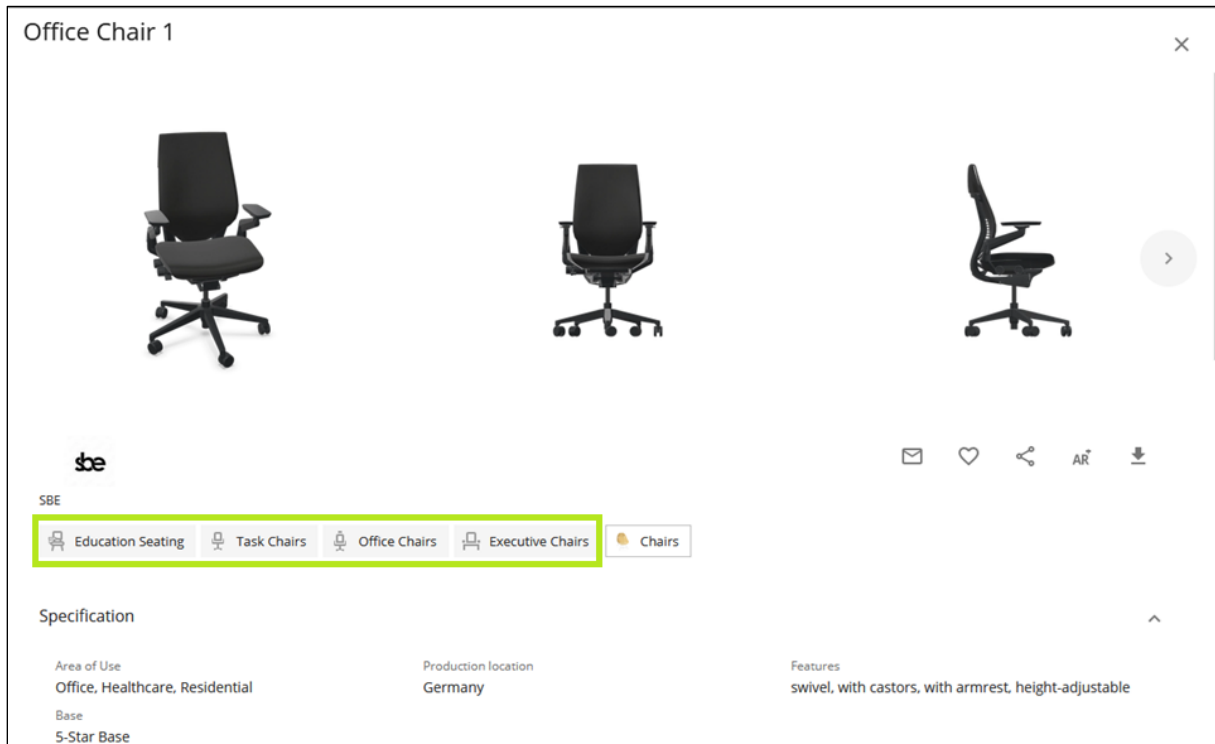 Office Chair 1
sbe
AR
SBE
Education Seating Task Chairs Office Chairs Executive Chairs Chairs
Specification
Area of Use Production location Features
Office, Healthcare, Residential Germany swivel, with castors, with armrest, height-adjustable
Base
5-Star Base